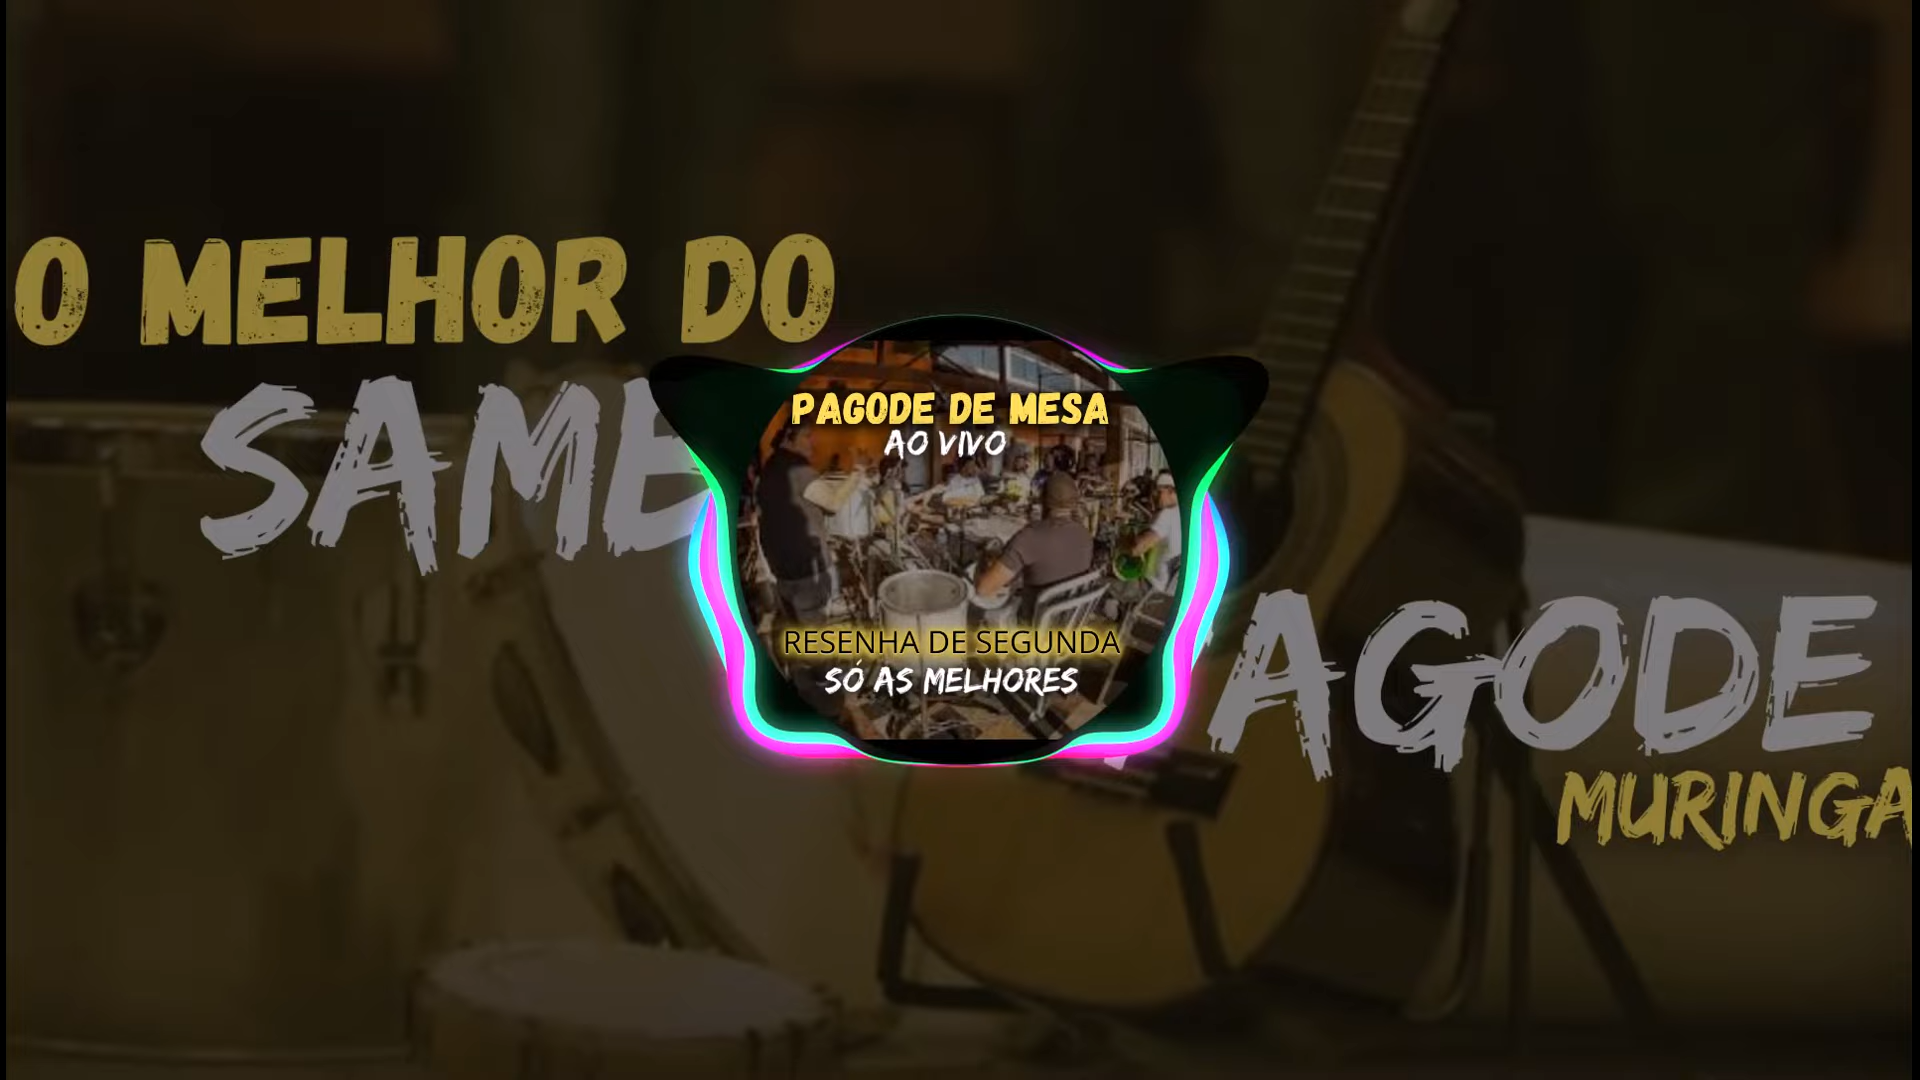 O MELHOR DO
PAGODE DE MESA
AO VIVO
RESENHA DE SEGUNDA
SÓ AS MELHORES
MURINGA